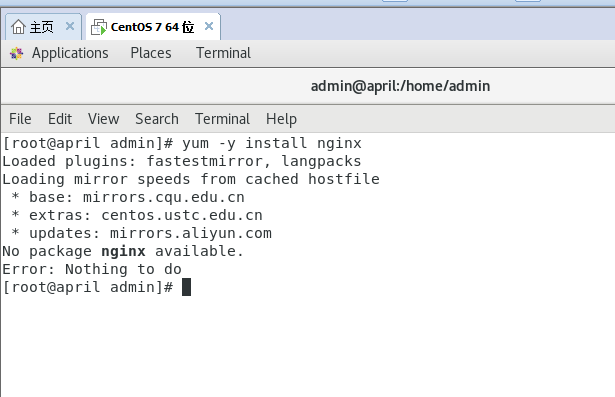 主页 × CentOS 7 64 位 ×
Applications Places Terminal
admin@april:/home/admin
File Edit View Search Terminal Help
[root@april admin]# yum -y install nginx
Loaded plugins: fastestmirror, langpacks
Loading mirror speeds from cached hostfile
 * base: mirrors.cqu.edu.cn
 * extras: centos.ustc.edu.cn
 * updates: mirrors.aliyun.com
No package nginx available.
Error: Nothing to do
[root@april admin]#